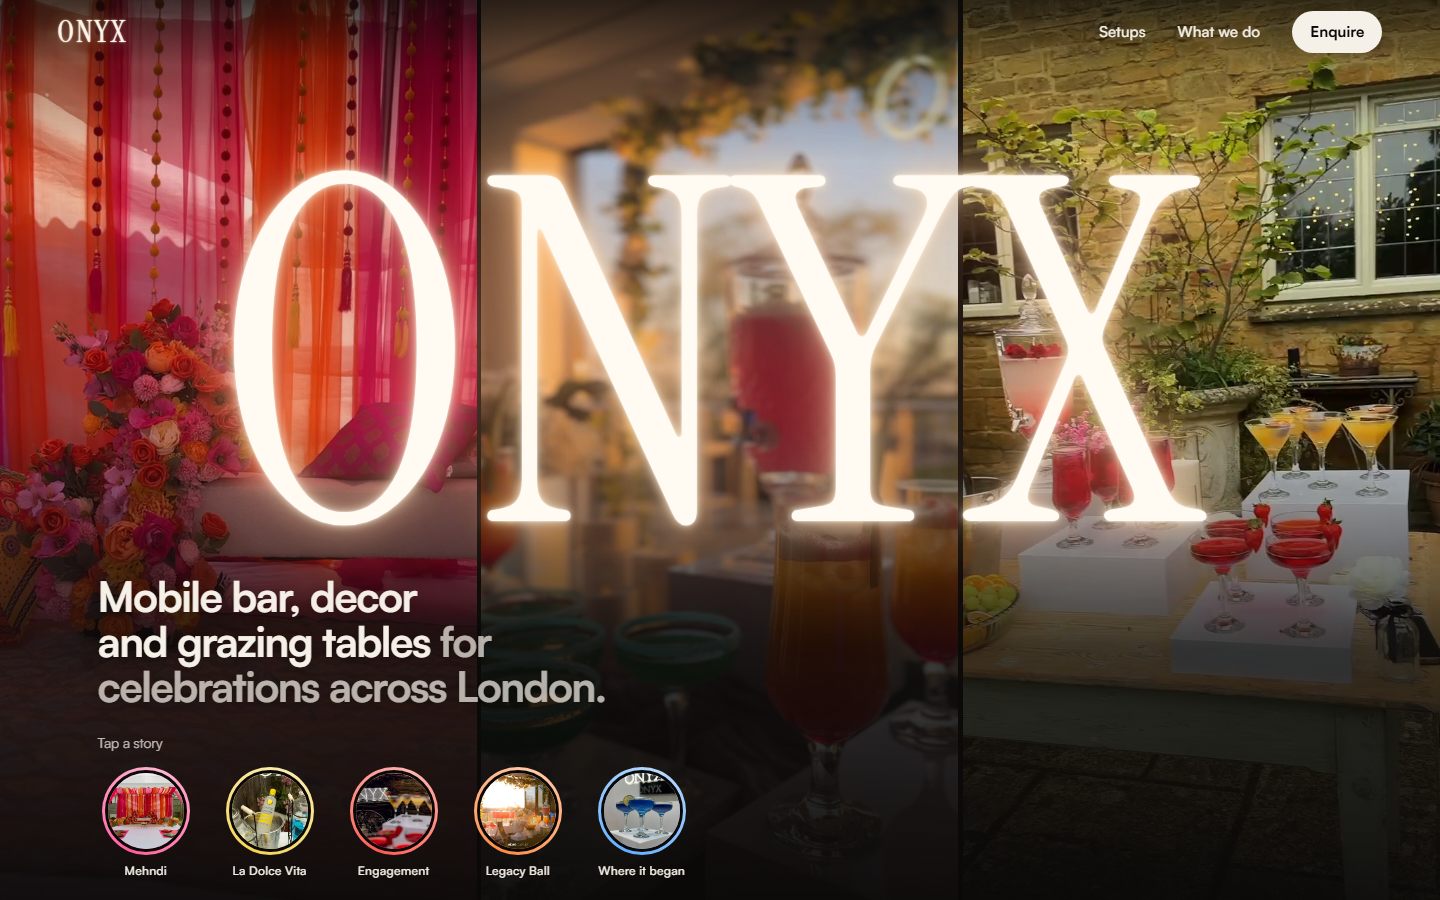 ONYX
Setups
What we do
Enquire
ONYX
Mobile bar, decor
and grazing tables for
celebrations across London.
Tap a story
Mehndi
La Dolce Vita
Engagement
Legacy Ball
Where it began